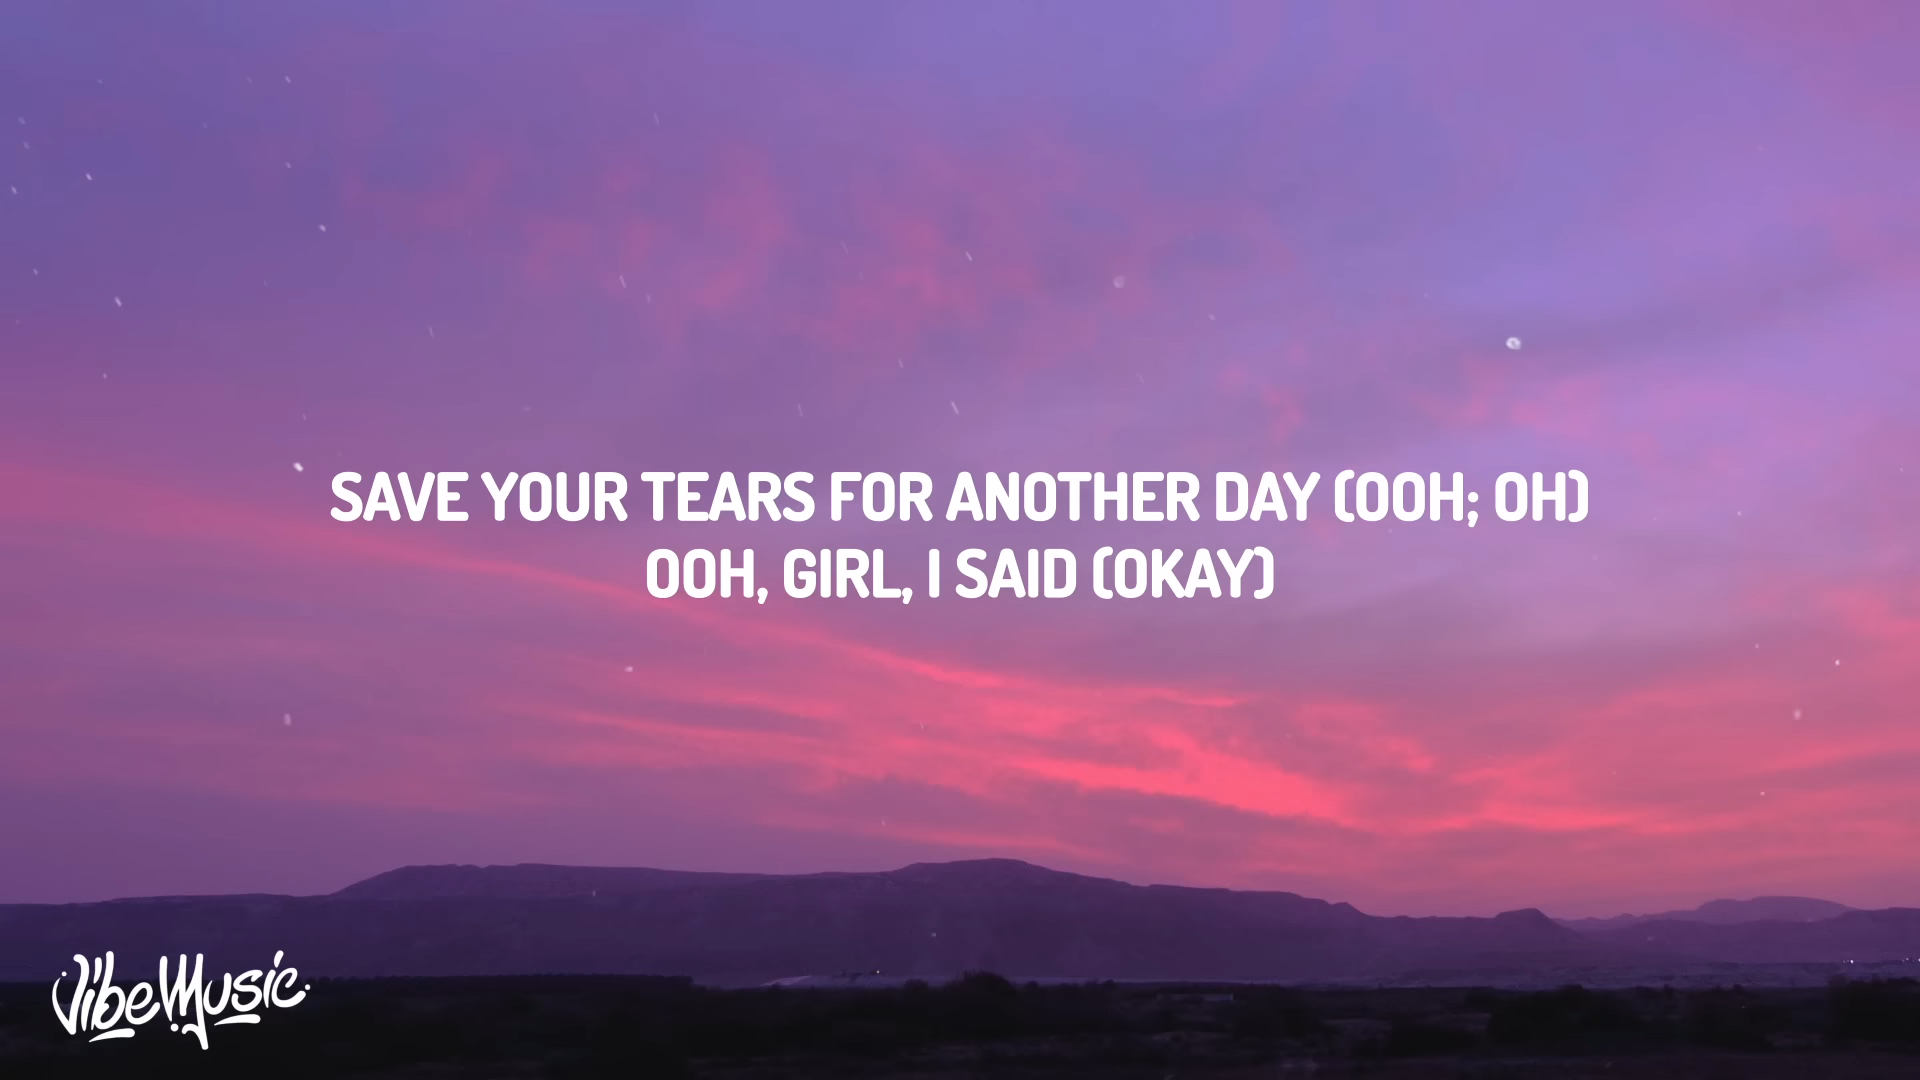 SAVE YOUR TEARS FOR ANOTHER DAY (OOH; OH)
OOH, GIRL, I SAID (OKAY)
VibeMusic